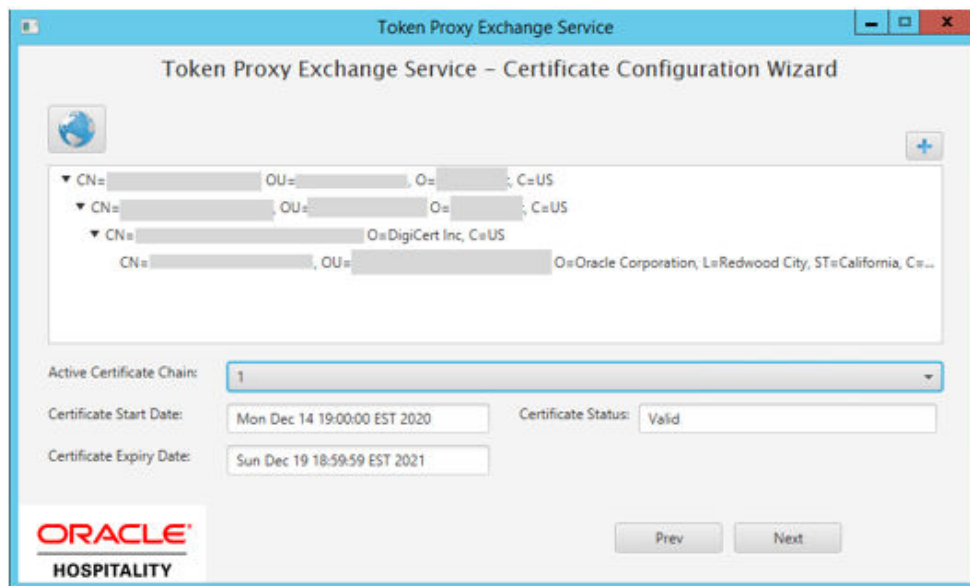 Token Proxy Exchange Service
Token Proxy Exchange Service – Certificate Configuration Wizard
CN= OU= , O= , C=US
CN= , OU= O= , C=US
CN= O=DigiCert Inc, C=US
CN= , OU= O=Oracle Corporation, L=Redwood City, ST=California, C=...
Active Certificate Chain: 1
Certificate Start Date: Mon Dec 14 19:00:00 EST 2020 Certificate Status: Valid
Certificate Expiry Date: Sun Dec 19 18:59:59 EST 2021
ORACLE®
HOSPITALITY
Prev Next